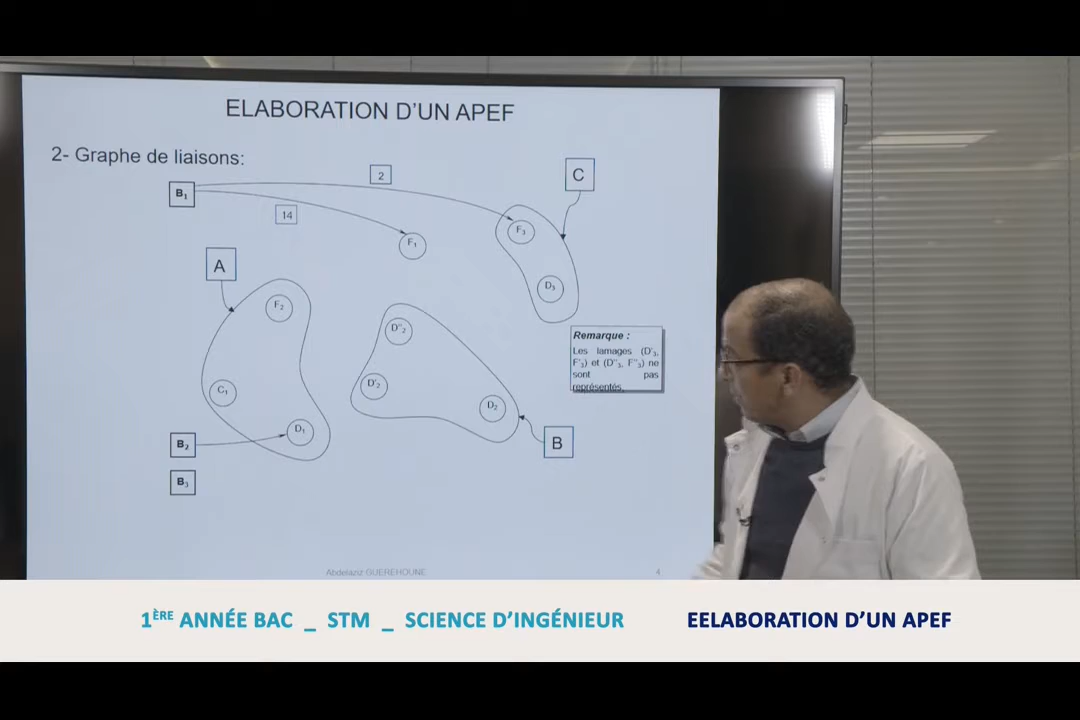 ELABORATION D'UN APEF
2- Graphe de liaisons:
B₁
2
C
14
F₁
F₃
A
F₂
D₃
D"₂
Remarque :
Les lamages (D'₃,
F'₃) et (D"₃, F"₃) ne
sont pas
représentés.
C₁
D'₂
D₂
D₁
B₂
B
B₃
Abdelaziz GUEREHOUNE
4
1ÈRE ANNÉE BAC _ STM _ SCIENCE D'INGÉNIEUR
EELABORATION D'UN APEF